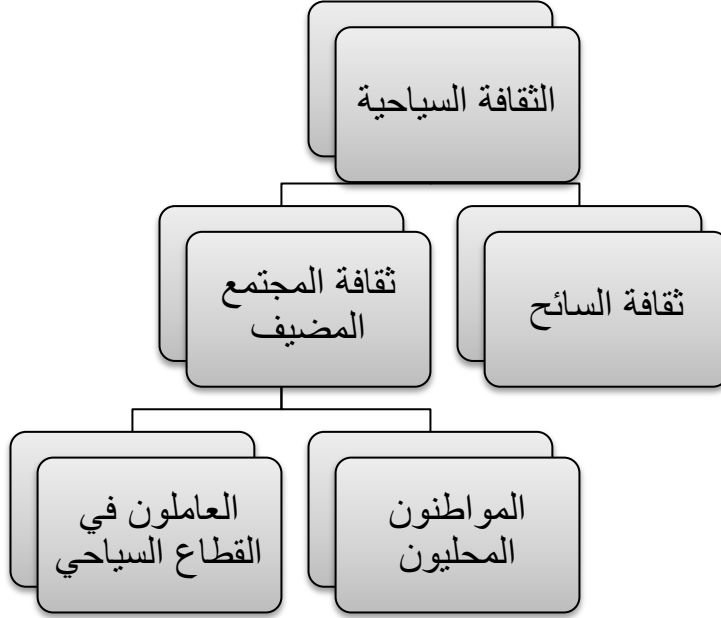 الثقافة السياحية
ثقافة السائح
ثقافة المجتمع
المضيف
المواطنون
المحليون
العاملون في
القطاع السياحي